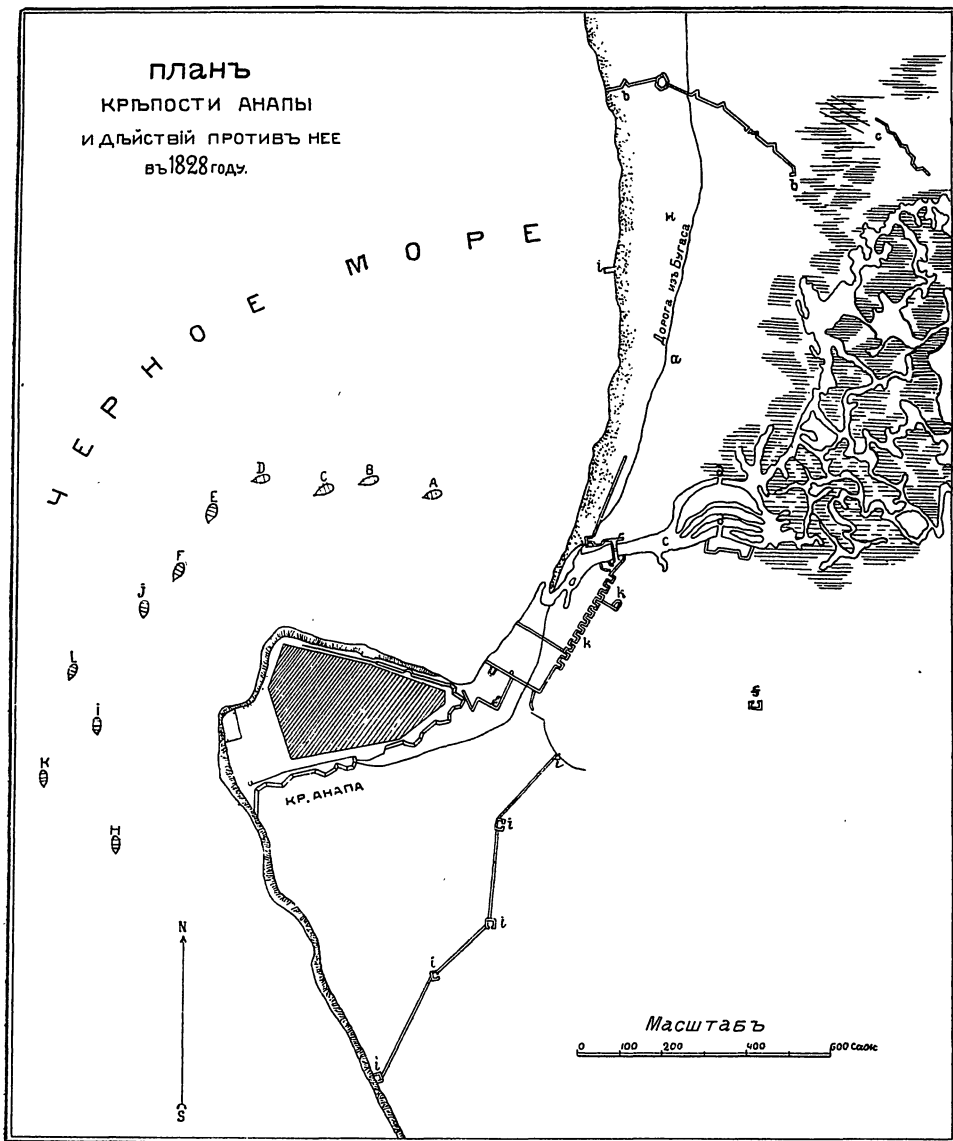 планъ
КРѢПОСТИ АНАПЫ
И ДѢЙСТВІЙ ПРОТИВЪ НЕЕ
въ 1828 году.
ЧЕРНОЕ МОРЕ
b
c
b
н
i
Дорога изъ Бугаса
a
D
C
B
A
E
F
j
l
i
К
Н
c
k
k
i
i
i
i
i
КР. АНАПА
N
S
Масштабъ
0 100 200 400 600 саж